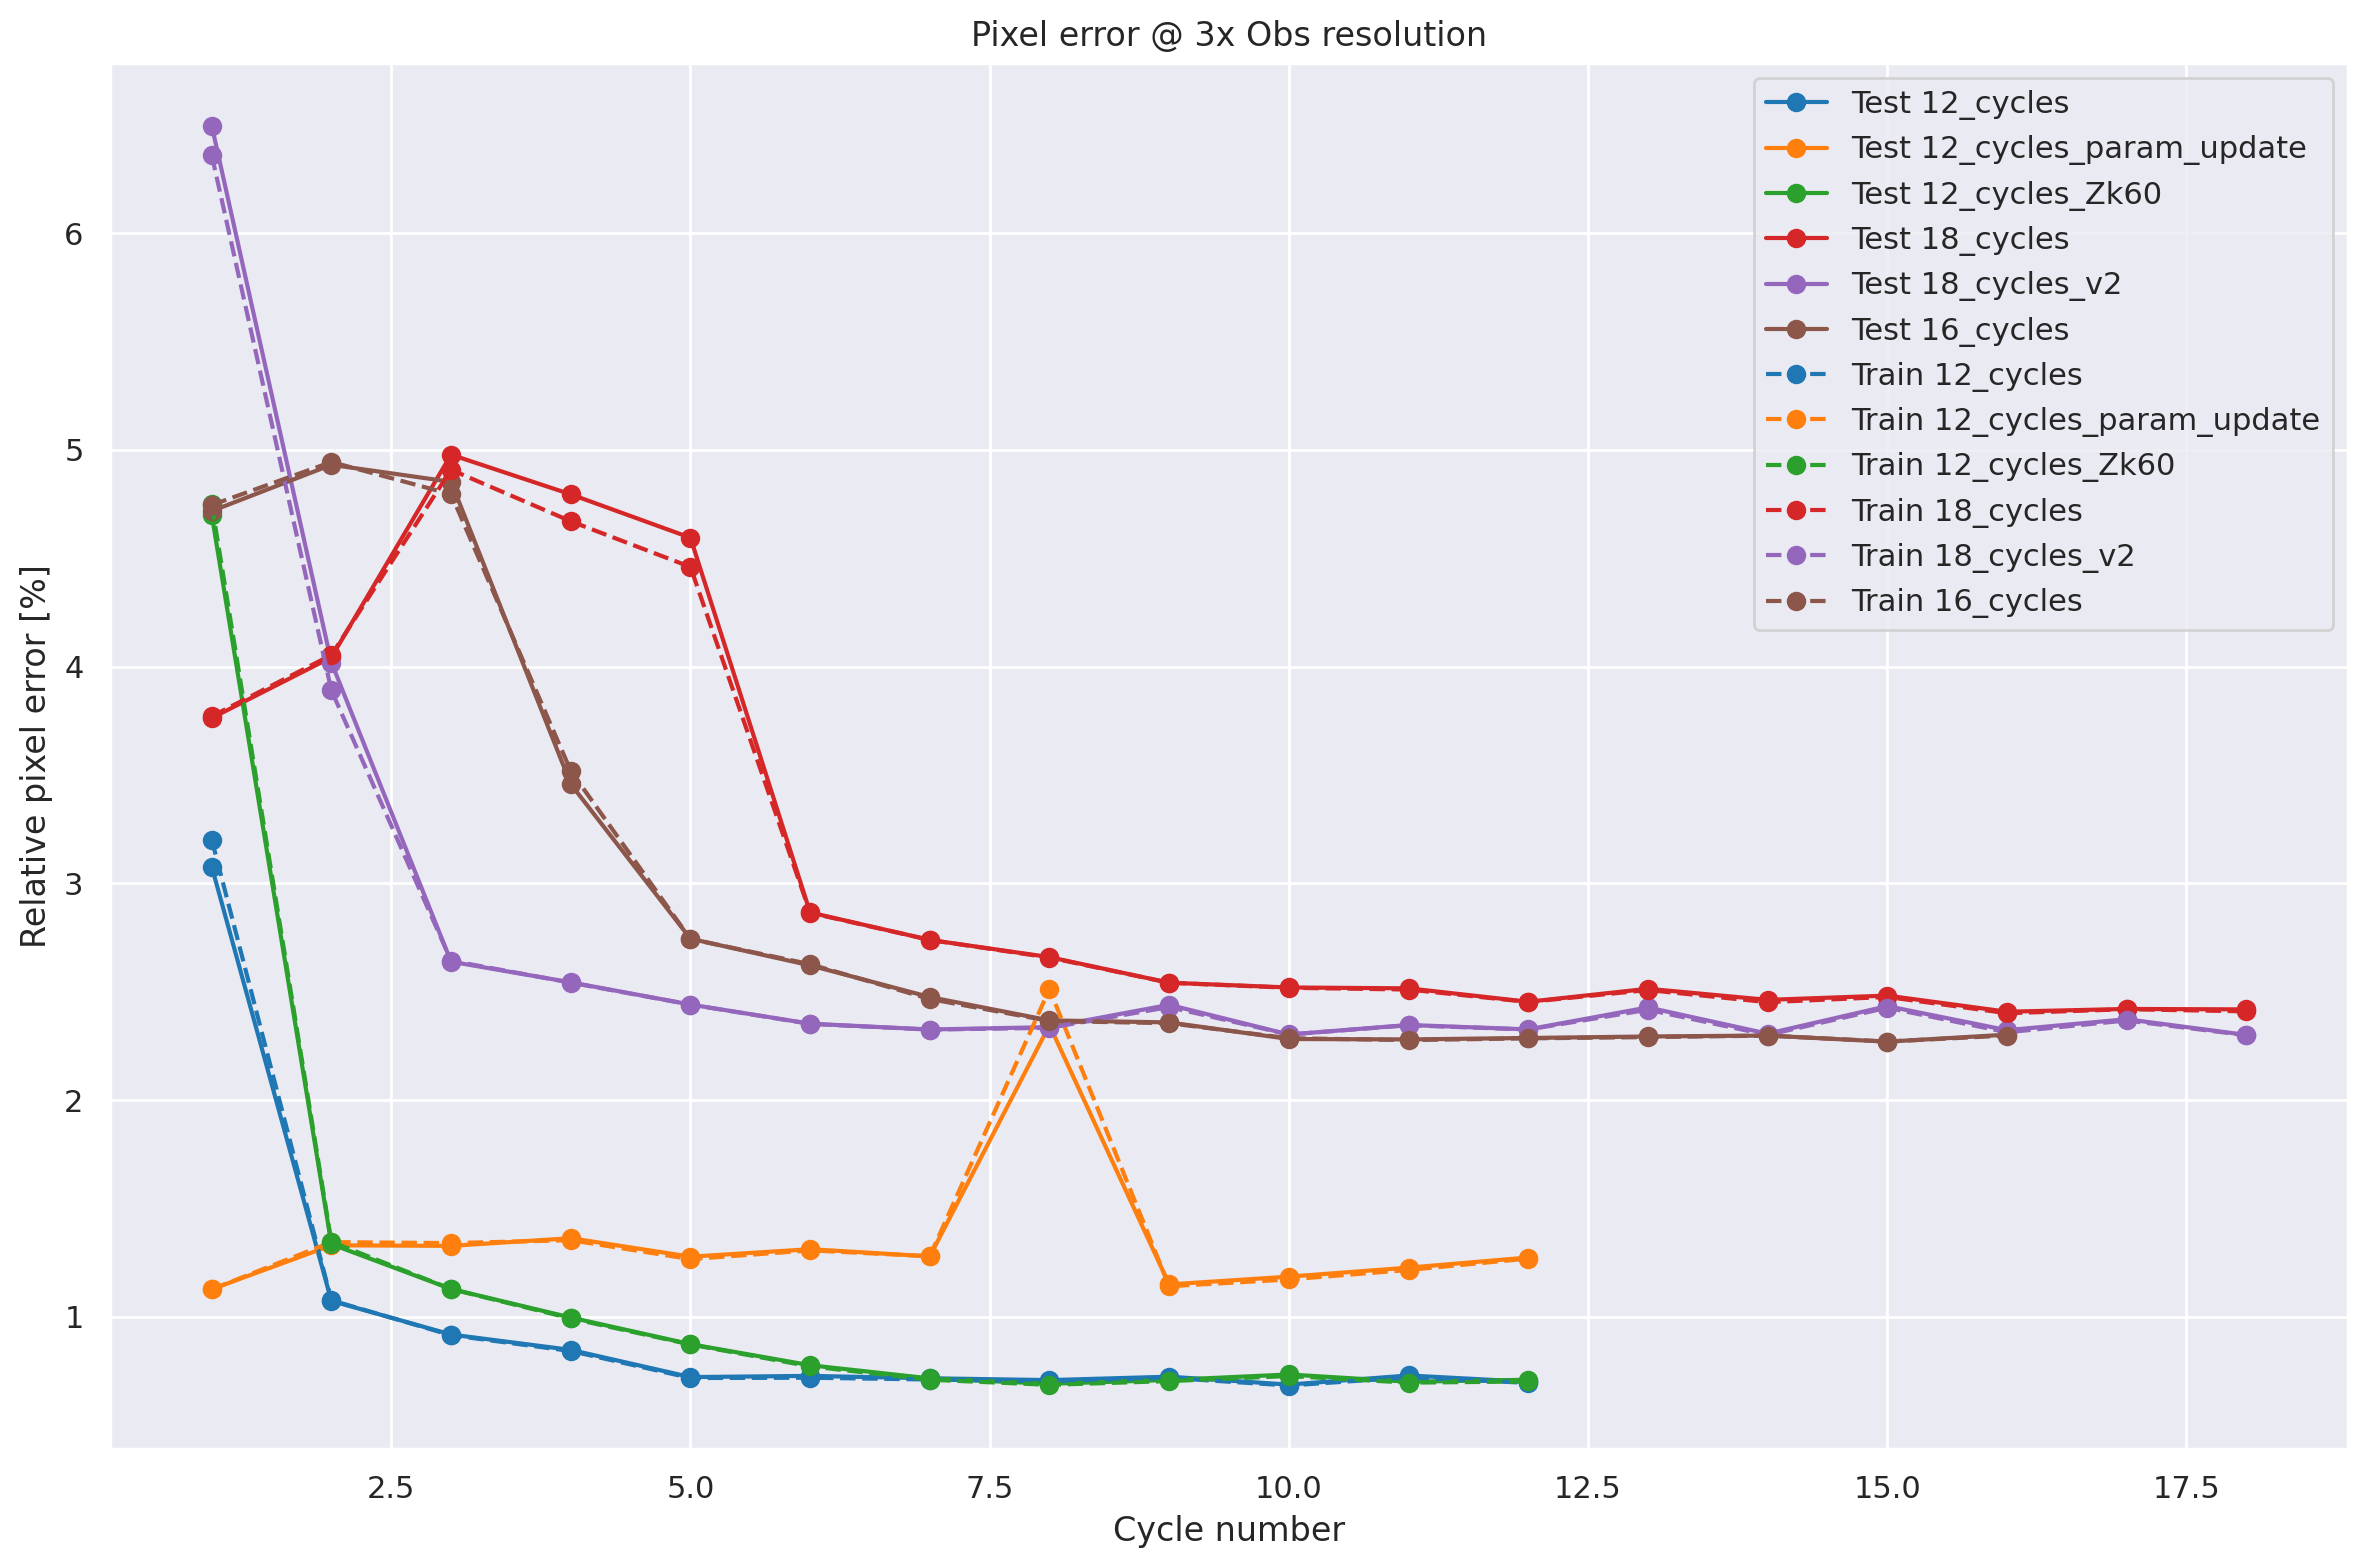 Pixel error @ 3x Obs resolution
Test 12_cycles
Test 12_cycles_param_update
Test 12_cycles_Zk60
Test 18_cycles
Test 18_cycles_v2
Test 16_cycles
Train 12_cycles
Train 12_cycles_param_update
Train 12_cycles_Zk60
Train 18_cycles
Train 18_cycles_v2
Train 16_cycles
Relative pixel error [%]
6
5
4
3
2
1
2.5 5.0 7.5 10.0 12.5 15.0 17.5
Cycle number